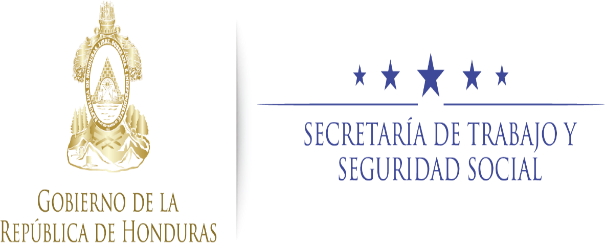 GOBIERNO DE LA
REPÚBLICA DE HONDURAS
SECRETARÍA DE TRABAJO Y
SEGURIDAD SOCIAL